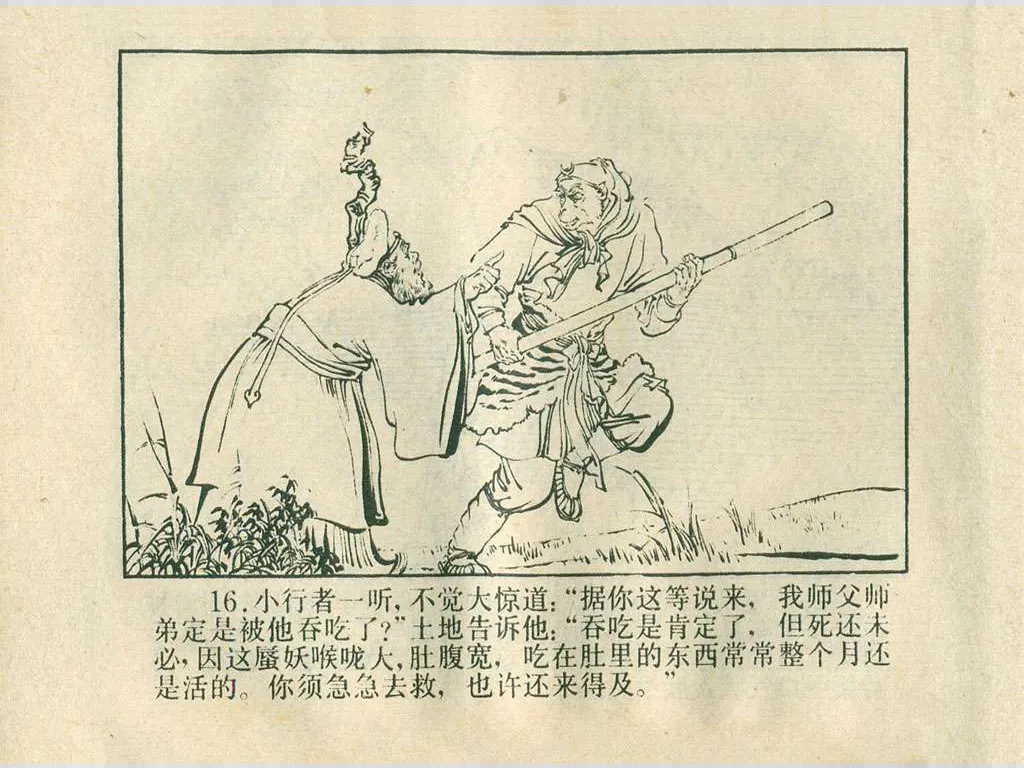 16.小行者一听,不觉大惊道:“据你这等说来,我师父师
弟定是被他吞吃了?”土地告诉他:“吞吃是肯定了,但死还未
必,因这蜃妖喉咙大,肚腹宽,吃在肚里的东西常常整个月还
是活的。你须急急去救,也许还来得及。”